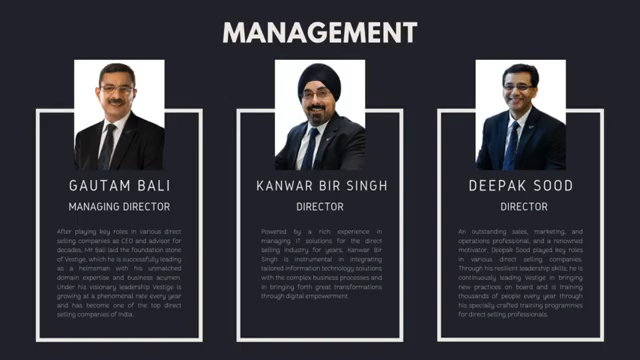 MANAGEMENT
GAUTAM BALI
MANAGING DIRECTOR
After playing key roles in various direct
selling companies as CEO and advisor for
decades, Mr Bali laid the foundation stone
of Vestige, which he is successfully leading
as a helmsman with his unmatched
domain expertise and business acumen.
Under his visionary leadership Vestige is
growing at a phenomenal rate every year
and has become one of the top direct
selling companies of India.
KANWAR BIR SINGH
DIRECTOR
Powered by a rich experience in
managing IT solutions for the direct
selling industry for years, Kanwar Bir
Singh is instrumental in integrating
tailored information technology solutions
with the complex business processes and
in bringing forth great transformations
through digital empowerment.
DEEPAK SOOD
DIRECTOR
An outstanding sales, marketing, and
operations professional, and a renowned
motivator, Deepak Sood played key roles
in various direct selling companies.
Through his resilient leadership skills, he is
continuously leading Vestige in bringing
new practices on board and is training
thousands of people every year through
his specially crafted training programmes
for direct selling professionals.